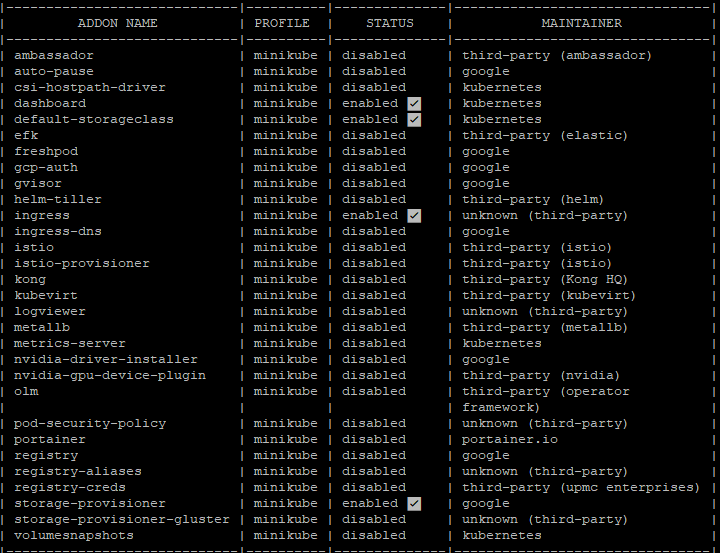 |-----------------------------|----------|--------------|--------------------------------|
|         ADDON NAME          | PROFILE  |    STATUS    |           MAINTAINER           |
|-----------------------------|----------|--------------|--------------------------------|
| ambassador                  | minikube | disabled     | third-party (ambassador)       |
| auto-pause                  | minikube | disabled     | google                         |
| csi-hostpath-driver         | minikube | disabled     | kubernetes                     |
| dashboard                   | minikube | enabled ✅   | kubernetes                     |
| default-storageclass        | minikube | enabled ✅   | kubernetes                     |
| efk                         | minikube | disabled     | third-party (elastic)          |
| freshpod                    | minikube | disabled     | google                         |
| gcp-auth                    | minikube | disabled     | google                         |
| gvisor                      | minikube | disabled     | google                         |
| helm-tiller                 | minikube | disabled     | third-party (helm)             |
| ingress                     | minikube | enabled ✅   | unknown (third-party)          |
| ingress-dns                 | minikube | disabled     | google                         |
| istio                       | minikube | disabled     | third-party (istio)            |
| istio-provisioner           | minikube | disabled     | third-party (istio)            |
| kong                        | minikube | disabled     | third-party (Kong HQ)          |
| kubevirt                    | minikube | disabled     | third-party (kubevirt)         |
| logviewer                   | minikube | disabled     | unknown (third-party)          |
| metallb                     | minikube | disabled     | third-party (metallb)          |
| metrics-server              | minikube | disabled     | kubernetes                     |
| nvidia-driver-installer     | minikube | disabled     | google                         |
| nvidia-gpu-device-plugin    | minikube | disabled     | third-party (nvidia)           |
| olm                         | minikube | disabled     | third-party (operator          |
|                             |          |              | framework)                     |
| pod-security-policy         | minikube | disabled     | unknown (third-party)          |
| portainer                   | minikube | disabled     | portainer.io                   |
| registry                    | minikube | disabled     | google                         |
| registry-aliases            | minikube | disabled     | unknown (third-party)          |
| registry-creds              | minikube | disabled     | third-party (upmc enterprises) |
| storage-provisioner         | minikube | enabled ✅   | google                         |
| storage-provisioner-gluster | minikube | disabled     | unknown (third-party)          |
| volumesnapshots             | minikube | disabled     | kubernetes                     |
|-----------------------------|----------|--------------|--------------------------------|